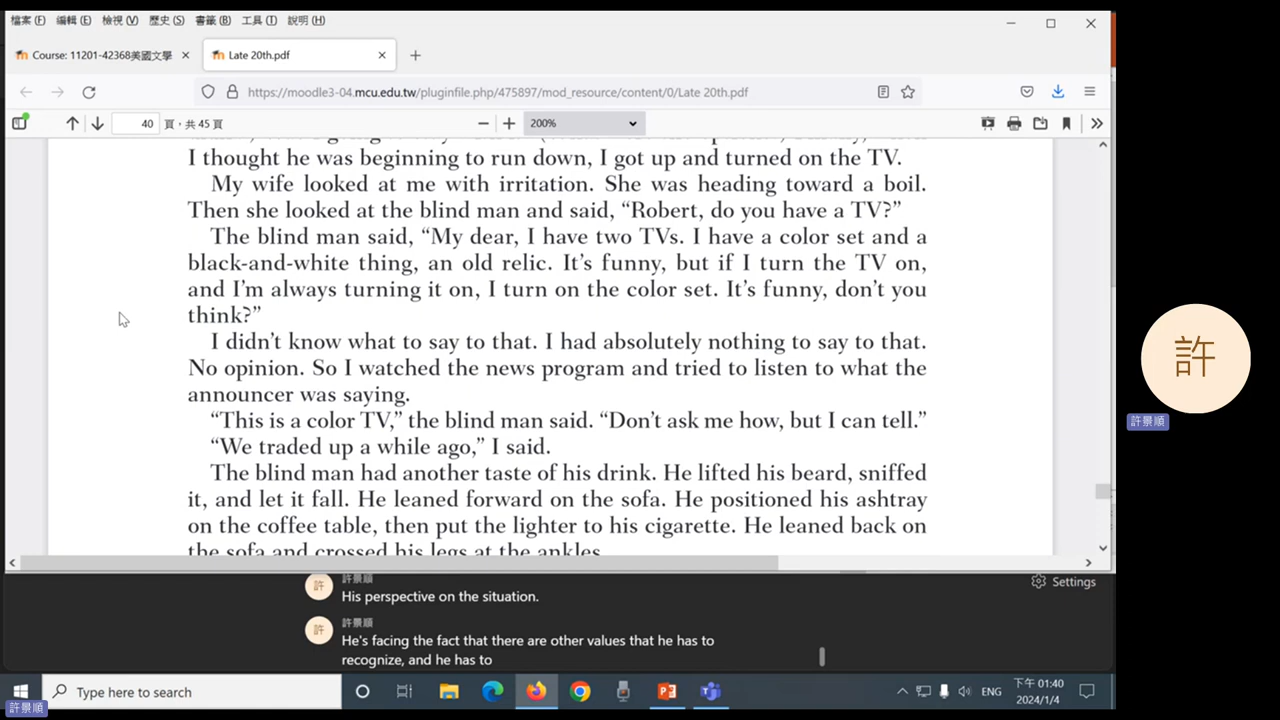 檔案(F) 編輯(E) 檢視(V) 歷史(S) 書籤(B) 工具(T) 說明(H)
Course: 11201-42368美國文學
Late 20th.pdf
https://moodle3-04.mcu.edu.tw/pluginfile.php/475897/mod_resource/content/0/Late 20th.pdf
40 頁，共 45 頁
200%
I thought he was beginning to run down, I got up and turned on the TV.
My wife looked at me with irritation. She was heading toward a boil.
Then she looked at the blind man and said, “Robert, do you have a TV?”
The blind man said, “My dear, I have two TVs. I have a color set and a
black-and-white thing, an old relic. It’s funny, but if I turn the TV on,
and I’m always turning it on, I turn on the color set. It’s funny, don’t you
think?”
I didn’t know what to say to that. I had absolutely nothing to say to that.
No opinion. So I watched the news program and tried to listen to what the
announcer was saying.
“This is a color TV,” the blind man said. “Don’t ask me how, but I can tell.”
“We traded up a while ago,” I said.
The blind man had another taste of his drink. He lifted his beard, sniffed
it, and let it fall. He leaned forward on the sofa. He positioned his ashtray
on the coffee table, then put the lighter to his cigarette. He leaned back on
the sofa and crossed his legs at the ankles.
許
許景順
許景順
許
His perspective on the situation.
Settings
許景順
許
He's facing the fact that there are other values that he has to
recognize, and he has to
Type here to search
ENG
下午 01:40
2024/1/4
許景順